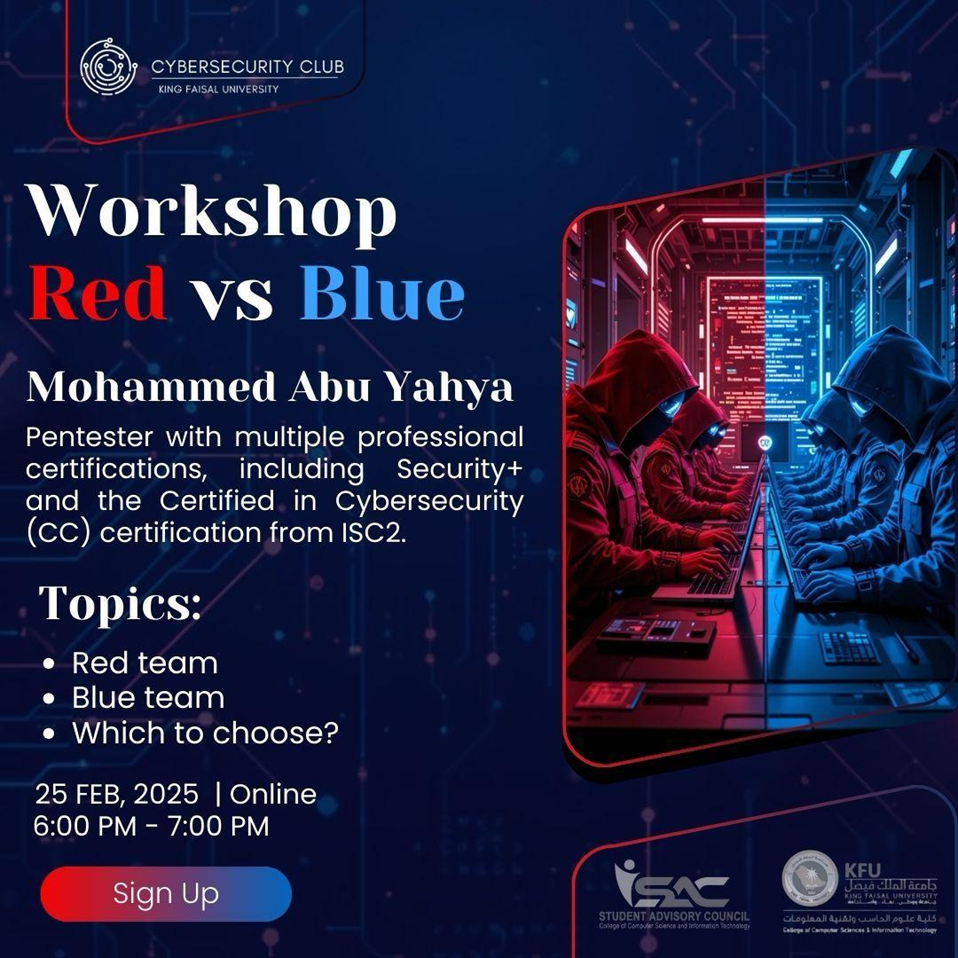 CYBERSECURITY CLUB
KING FAISAL UNIVERSITY
Workshop
Red vs Blue
Mohammed Abu Yahya
Pentester with multiple professional
certifications, including Security+
and the Certified in Cybersecurity
(CC) certification from ISC2.
Topics:
• Red team
• Blue team
• Which to choose?
25 FEB, 2025 | Online
6:00 PM - 7:00 PM
Sign Up
SAC
STUDENT ADVISORY COUNCIL
College of Computer Science and Information Technology
KFU
جامعة الملك فيصل
KING FAISAL UNIVERSITY
كلية علوم الحاسب وتقنية المعلومات
College of Computer Sciences & Information Technology